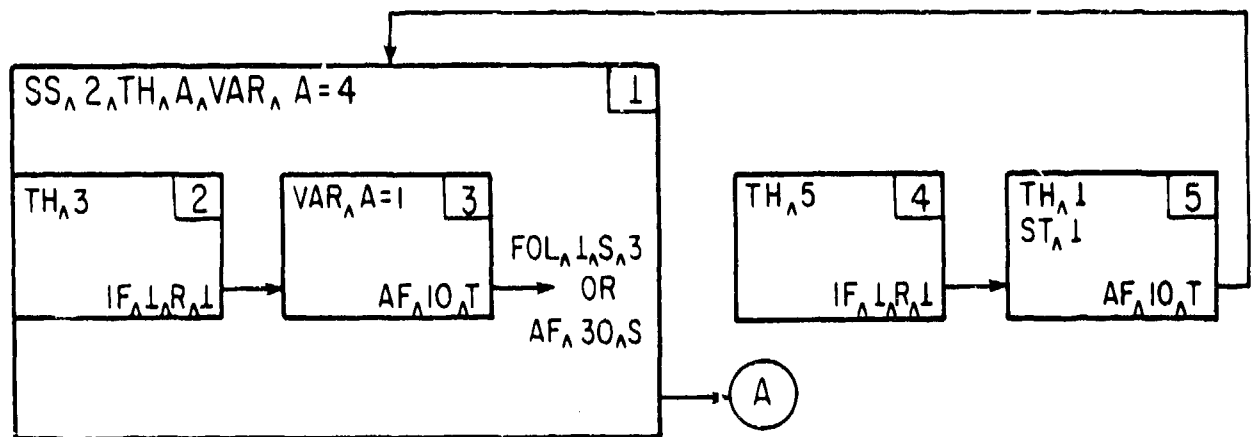 SS‸2‸TH‸A‸VAR‸ A=4
1
TH‸3
2
IF‸1‸R‸1
VAR‸A=1
3
AF‸10‸T
FOL‸1‸S‸3
OR
AF‸30‸S
TH‸5
4
IF‸1‸R‸1
TH‸1
ST‸1
5
AF‸10‸T
A